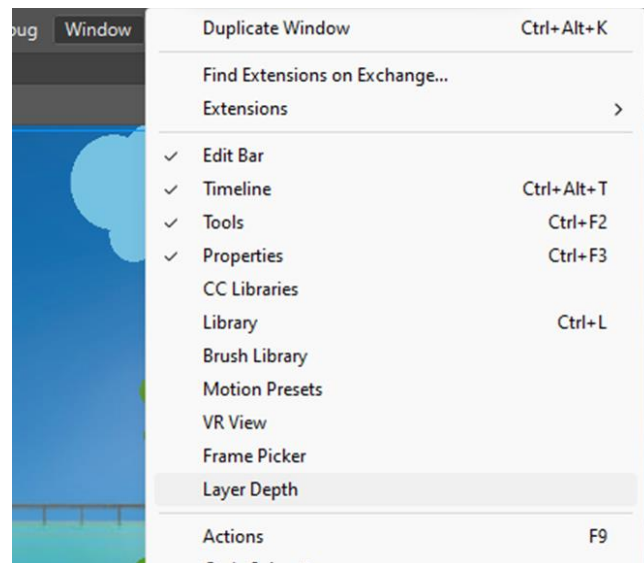 Window
Duplicate Window Ctrl+Alt+K
Find Extensions on Exchange...
Extensions
Edit Bar
Timeline Ctrl+Alt+T
Tools Ctrl+F2
Properties Ctrl+F3
CC Libraries
Library Ctrl+L
Brush Library
Motion Presets
VR View
Frame Picker
Layer Depth
Actions F9